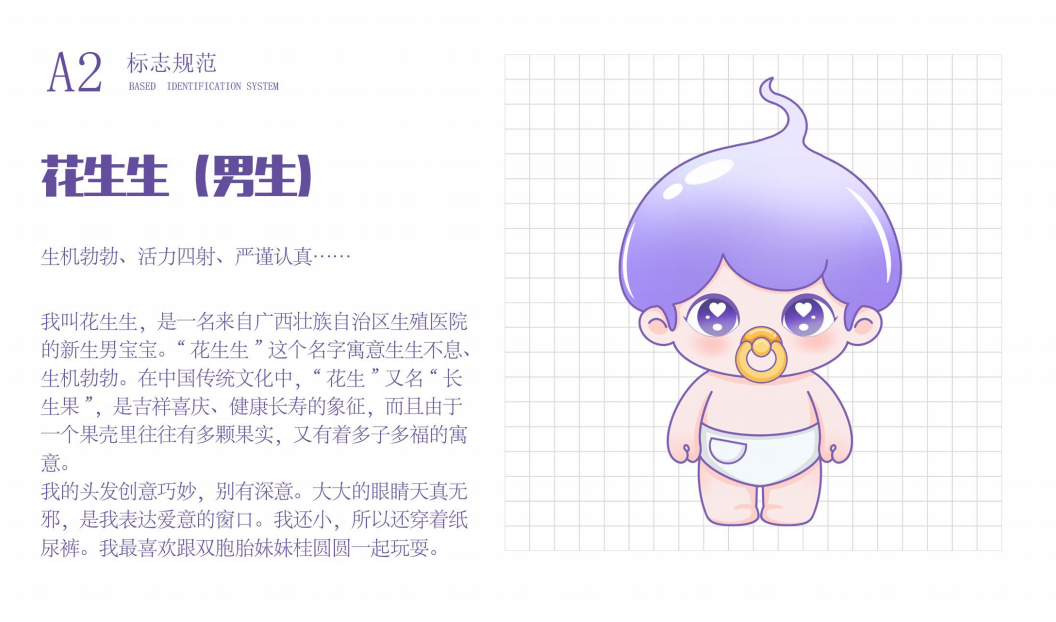 A2
标志规范
BASED IDENTIFICATION SYSTEM
花生生（男生）
生机勃勃、活力四射、严谨认真……
我叫花生生，是一名来自广西壮族自治区生殖医院
的新生男宝宝。“花生生”这个名字寓意生生不息、
生机勃勃。在中国传统文化中，“花生”又名“长
生果”，是吉祥喜庆、健康长寿的象征，而且由于
一个果壳里往往有多颗果实，又有着多子多福的寓
意。
我的头发创意巧妙，别有深意。大大的眼睛天真无
邪，是我表达爱意的窗口。我还小，所以还穿着纸
尿裤。我最喜欢跟双胞胎妹妹桂圆圆一起玩耍。